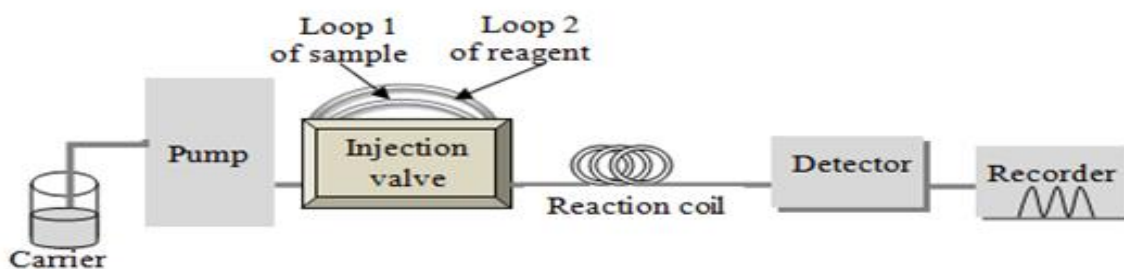 Loop 1
of sample
Loop 2
of reagent
Pump
Injection
valve
Reaction coil
Detector
Recorder
Carrier